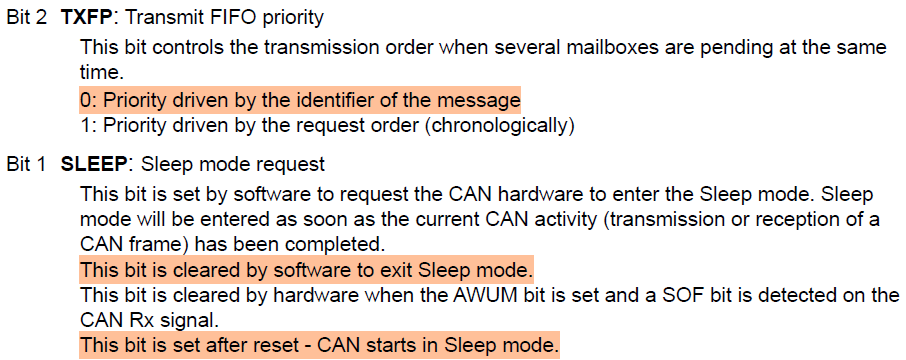 Bit 2 TXFP: Transmit FIFO priority
This bit controls the transmission order when several mailboxes are pending at the same
time.
0: Priority driven by the identifier of the message
1: Priority driven by the request order (chronologically)
Bit 1 SLEEP: Sleep mode request
This bit is set by software to request the CAN hardware to enter the Sleep mode. Sleep
mode will be entered as soon as the current CAN activity (transmission or reception of a
CAN frame) has been completed.
This bit is cleared by software to exit Sleep mode.
This bit is cleared by hardware when the AWUM bit is set and a SOF bit is detected on the
CAN Rx signal.
This bit is set after reset - CAN starts in Sleep mode.